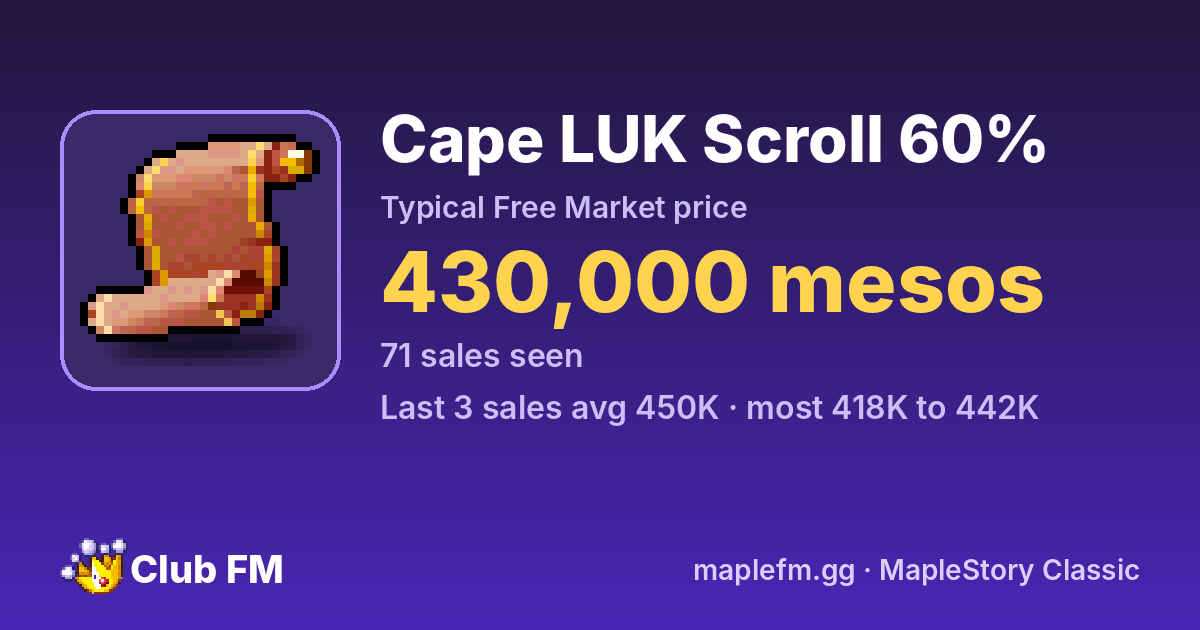 Cape LUK Scroll 60%
Typical Free Market price
430,000 mesos
71 sales seen
Last 3 sales avg 450K · most 418K to 442K
Club FM
maplefm.gg · MapleStory Classic